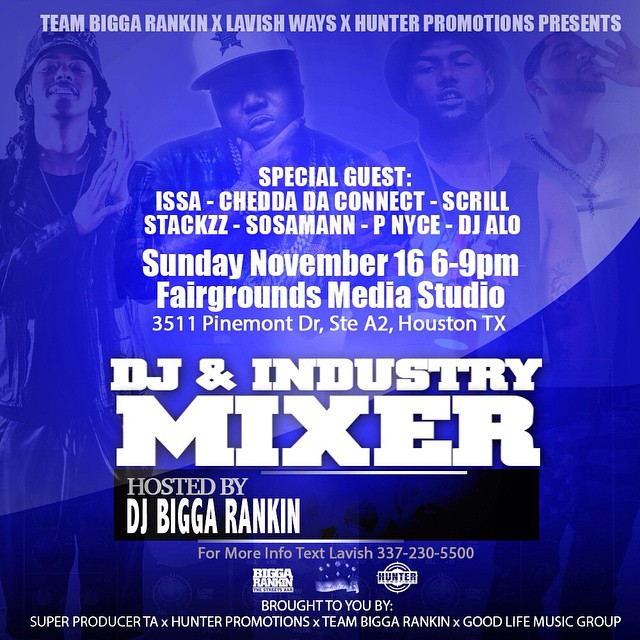 TEAM BIGGA RANKIN X LAVISH WAYS X HUNTER PROMOTIONS PRESENTS
SPECIAL GUEST:
ISSA - CHEDDA DA CONNECT - SCRILL
STACKZZ - SOSAMANN - P NYCE - DJ ALO
Sunday November 16 6-9pm
Fairgrounds Media Studio
3511 Pinemont Dr, Ste A2, Houston TX
DJ & INDUSTRY
MIXER
HOSTED BY
DJ BIGGA RANKIN
For More Info Text Lavish 337-230-5500
BIGGA
RANKIN
HUNTER
BROUGHT TO YOU BY:
SUPER PRODUCER TA x HUNTER PROMOTIONS x TEAM BIGGA RANKIN x GOOD LIFE MUSIC GROUP